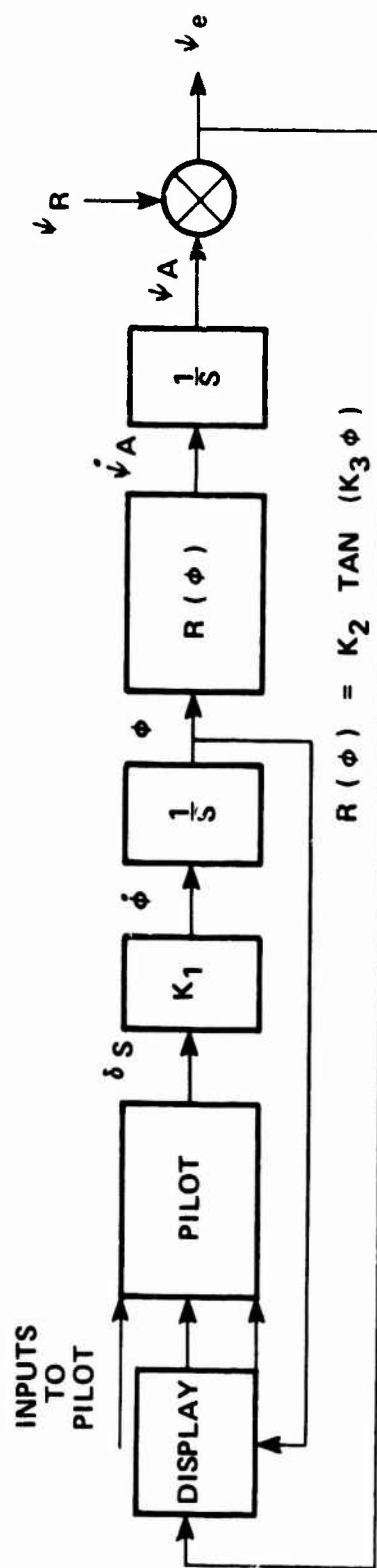 INPUTS
TO
PILOT
DISPLAY
PILOT
δS
K1
φ̇
1/S
φ
R (φ)
ψ̇A
1/S
ψA
ψR
ψe
R (φ) = K2 TAN (K3 φ)